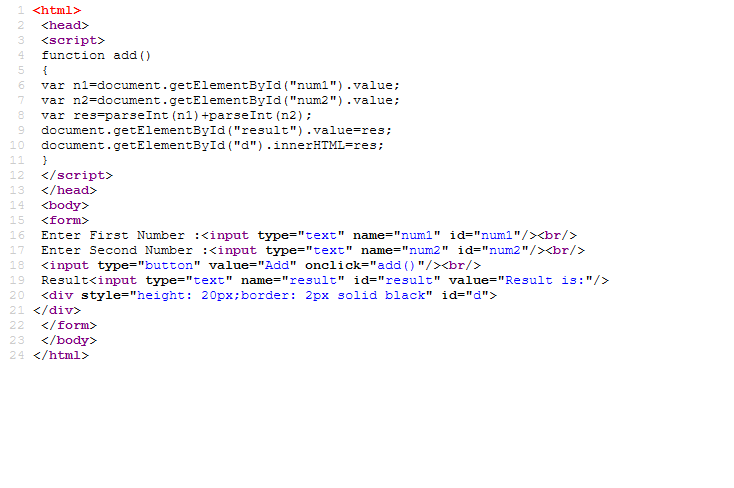 1 <html>
2 <head>
3 <script>
4 function add()
5 {
6 var n1=document.getElementById("num1").value;
7 var n2=document.getElementById("num2").value;
8 var res=parseInt(n1)+parseInt(n2);
9 document.getElementById("result").value=res;
10 document.getElementById("d").innerHTML=res;
11 }
12 </script>
13 </head>
14 <body>
15 <form>
16 Enter First Number :<input type="text" name="num1" id="num1"/><br/>
17 Enter Second Number :<input type="text" name="num2" id="num2"/><br/>
18 <input type="button" value="Add" onclick="add()"/><br/>
19 Result<input type="text" name="result" id="result" value="Result is:"/>
20 <div style="height: 20px;border: 2px solid black" id="d">
21 </div>
22 </form>
23 </body>
24 </html>